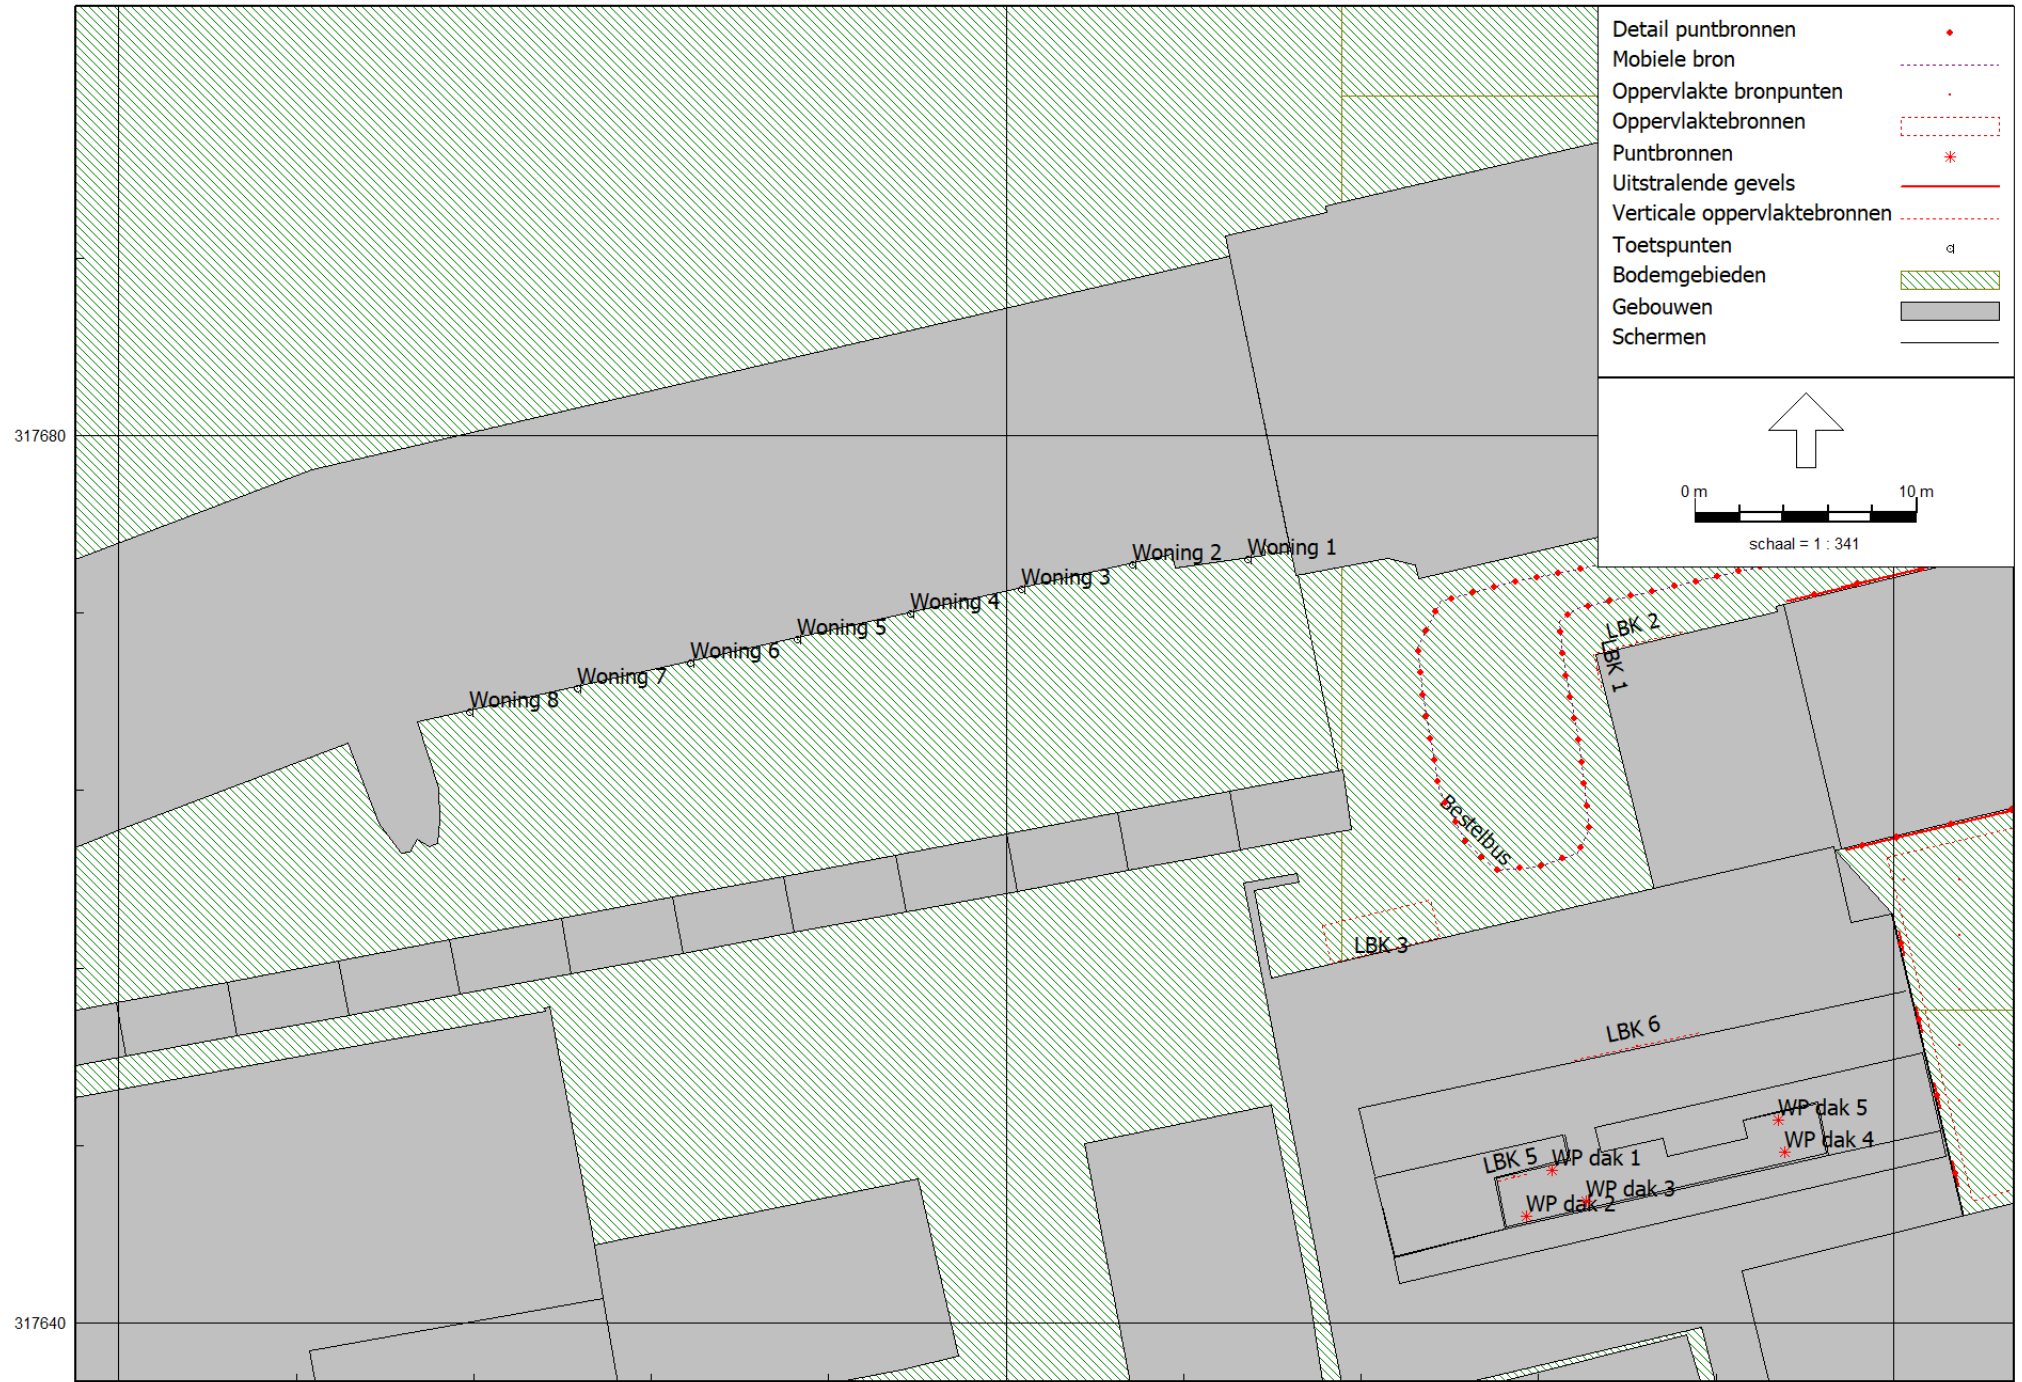 Detail puntbronnen
Mobiele bron
Oppervlakte bronpunten
Oppervlaktebronnen
Puntbronnen
Uitstralende gevels
Verticale oppervlaktebronnen
Toetspunten
Bodemgebieden
Gebouwen
Schermen
317680
0 m 10 m
schaal = 1 : 341
Woning 1
Woning 2
Woning 3
Woning 4
Woning 5
Woning 6
Woning 7
Woning 8
LBK 2
LBK 1
Bestelbus
LBK 3
LBK 6
WP dak 5
WP dak 4
LBK 5
WP dak 1
WP dak 3
WP dak 2
317640